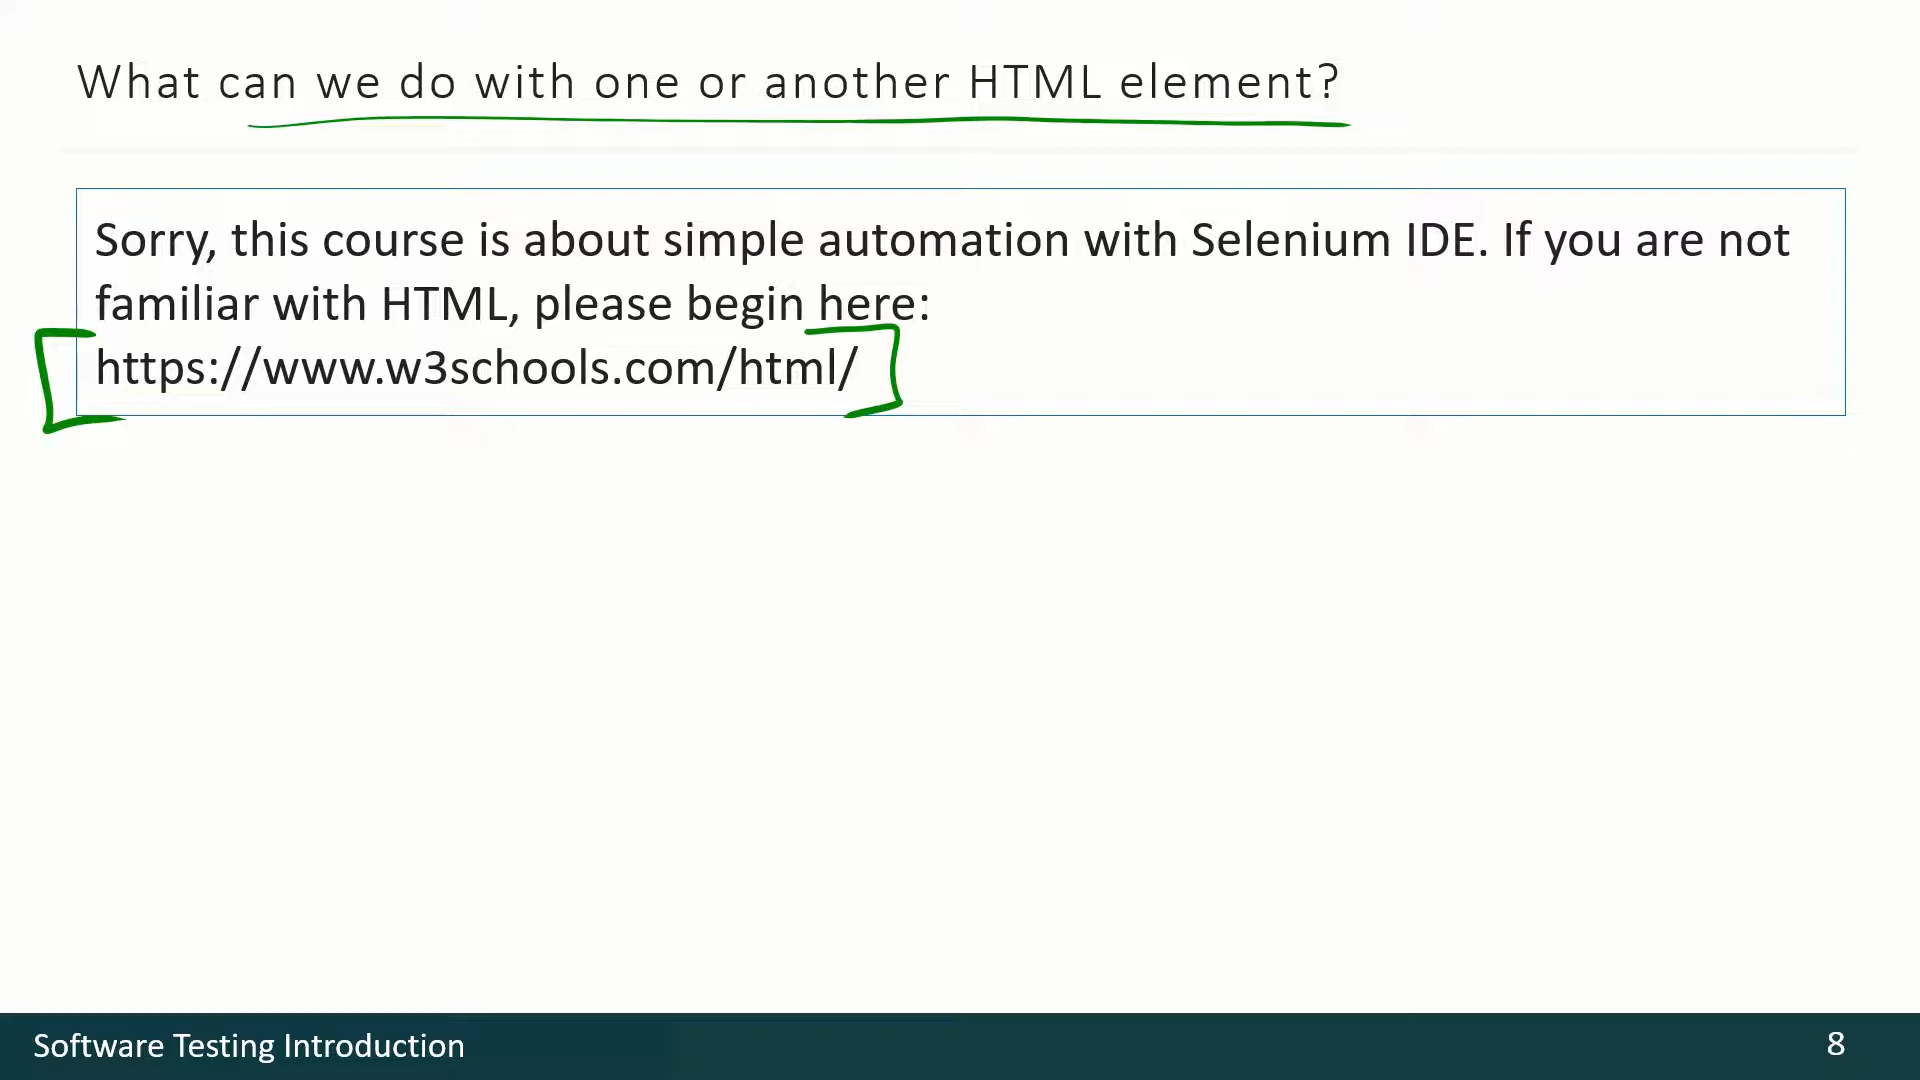 What can we do with one or another HTML element?
Sorry, this course is about simple automation with Selenium IDE. If you are not
familiar with HTML, please begin here:
https://www.w3schools.com/html/
Software Testing Introduction
8